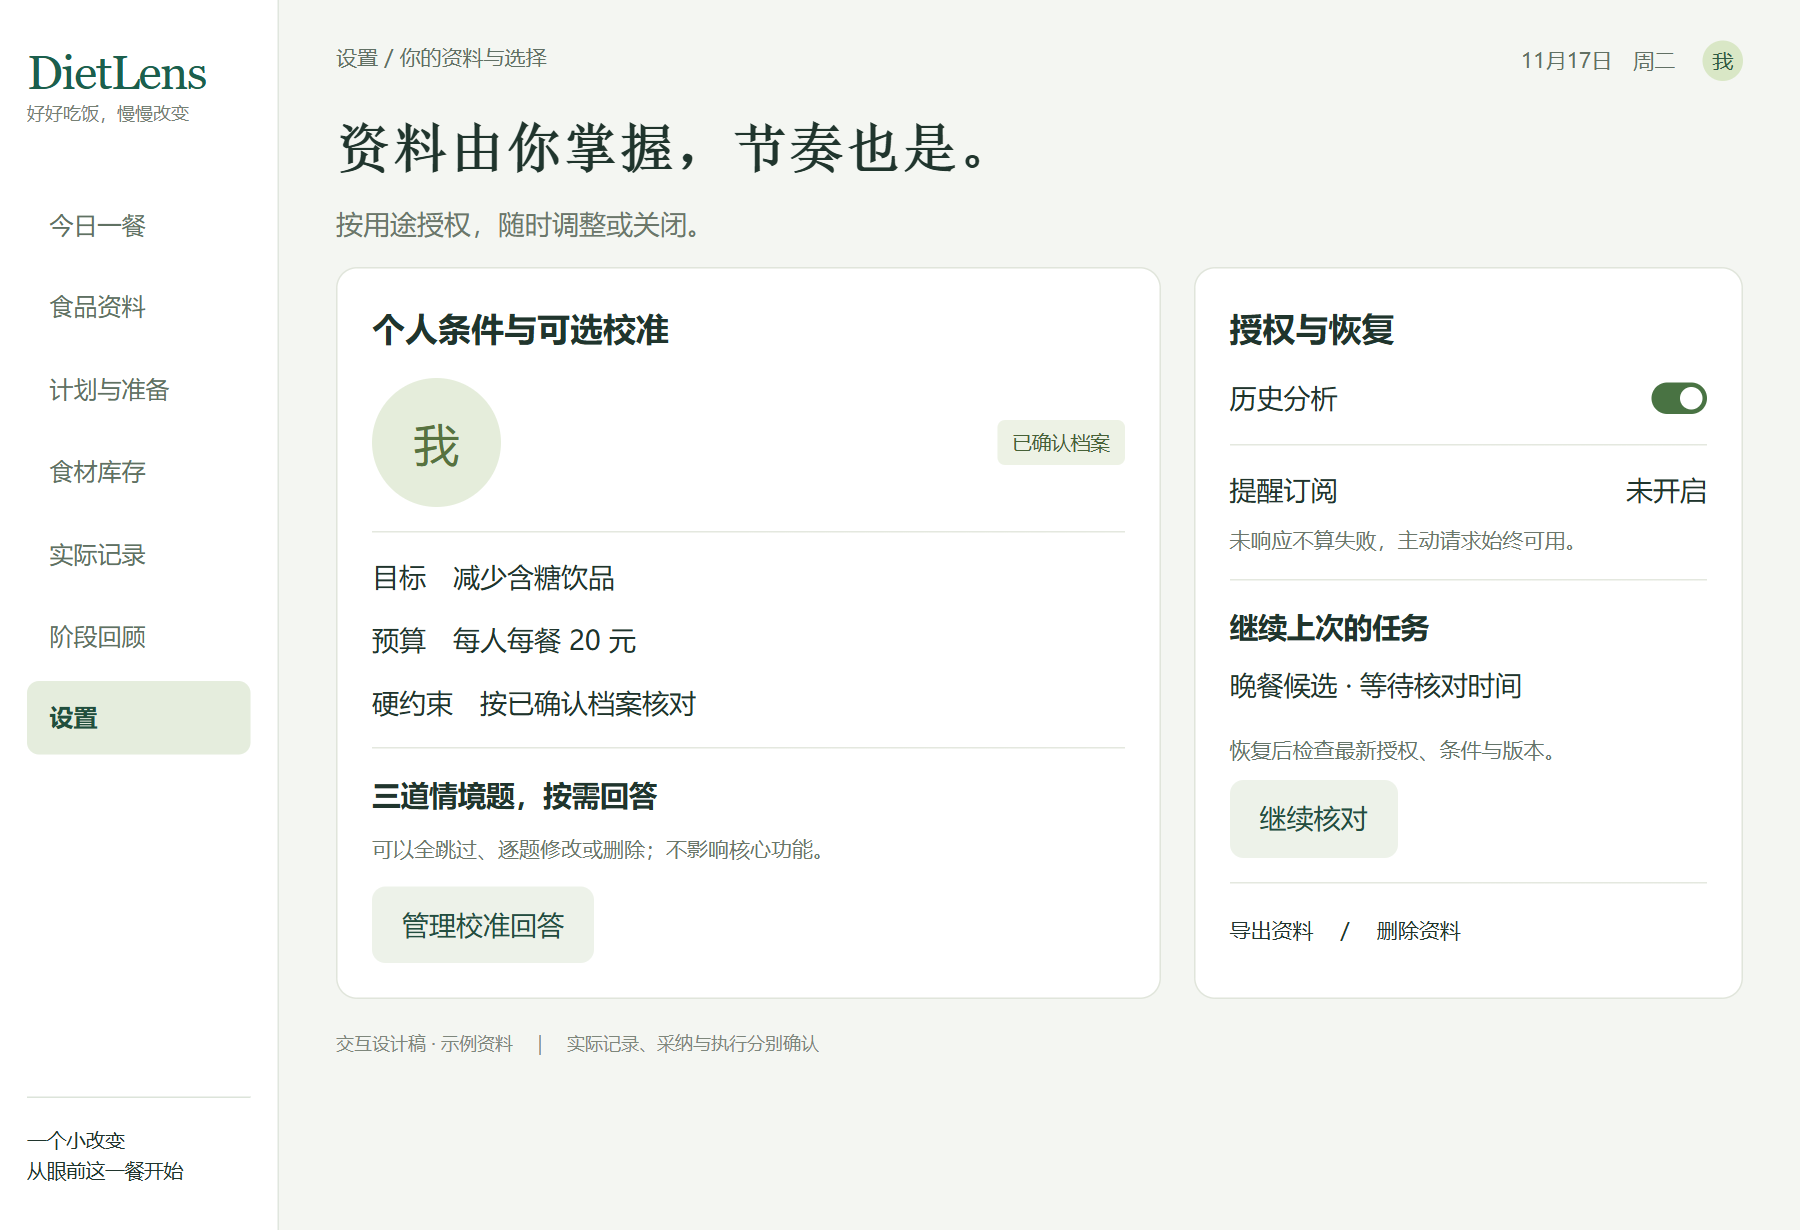 DietLens
好好吃饭，慢慢改变
今日一餐
食品资料
计划与准备
食材库存
实际记录
阶段回顾
设置
一个小改变
从眼前这一餐开始
设置 / 你的资料与选择
11月17日 周二 我
资料由你掌握，节奏也是。
按用途授权，随时调整或关闭。
个人条件与可选校准
我
已确认档案
目标 减少含糖饮品
预算 每人每餐 20 元
硬约束 按已确认档案核对
三道情境题，按需回答
可以全跳过、逐题修改或删除；不影响核心功能。
管理校准回答
授权与恢复
历史分析
提醒订阅 未开启
未响应不算失败，主动请求始终可用。
继续上次的任务
晚餐候选 · 等待核对时间
恢复后检查最新授权、条件与版本。
继续核对
导出资料 / 删除资料
交互设计稿 · 示例资料 | 实际记录、采纳与执行分别确认